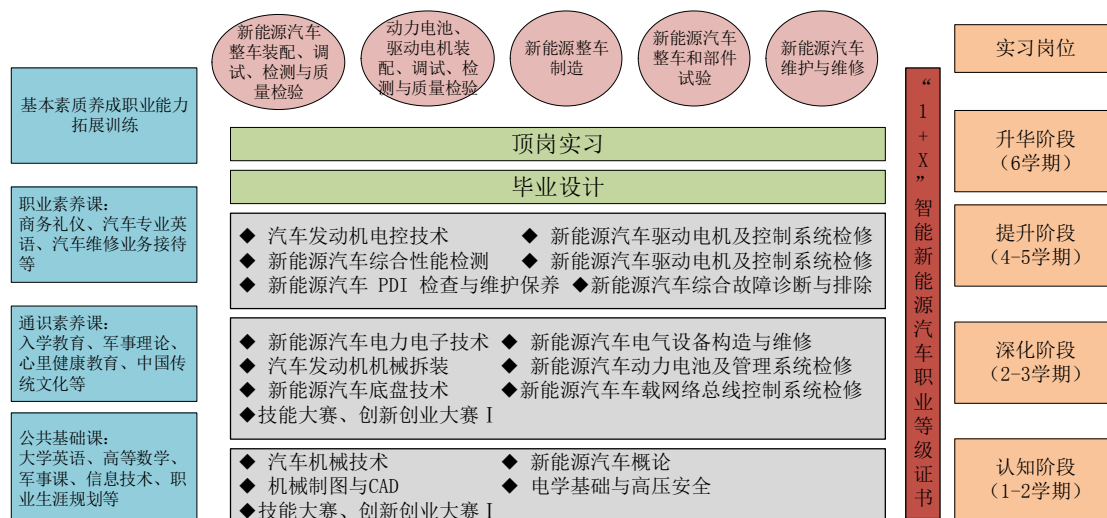 新能源汽车
整车装配、调
试、检测与质
量检验
动力电池、
驱动电机装
配、调试、检
测与质量检验
新能源整车
制造
新能源汽车
整车和部件
试验
新能源汽车
维护与维修
实习岗位
基本素质养成职业能力
拓展训练
顶岗实习
升华阶段
（6学期）
毕业设计
职业素养课：
商务礼仪、汽车专业英
语、汽车维修业务接待
等
◆ 汽车发动机电控技术 ◆ 新能源汽车驱动电机及控制系统检修
◆ 新能源汽车综合性能检测 ◆ 新能源汽车驱动电机及控制系统检修
◆ 新能源汽车 PDI 检查与维护保养 ◆新能源汽车综合故障诊断与排除
提升阶段
（4-5学期）
通识素养课：
入学教育、军事理论、
心里健康教育、中国传
统文化等
◆ 新能源汽车电力电子技术 ◆ 新能源汽车电气设备构造与维修
◆ 汽车发动机机械拆装 ◆ 新能源汽车动力电池及管理系统检修
◆ 新能源汽车底盘技术 ◆新能源汽车车载网络总线控制系统检修
◆技能大赛、创新创业大赛Ⅰ
深化阶段
（2-3学期）
公共基础课：
大学英语、高等数学、
军事课、信息技术、职
业生涯规划等
◆ 汽车机械技术 ◆ 新能源汽车概论
◆ 机械制图与CAD ◆ 电学基础与高压安全
◆技能大赛、创新创业大赛Ⅰ
认知阶段
（1-2学期）
“1+X”智能新能源汽车职业等级证书